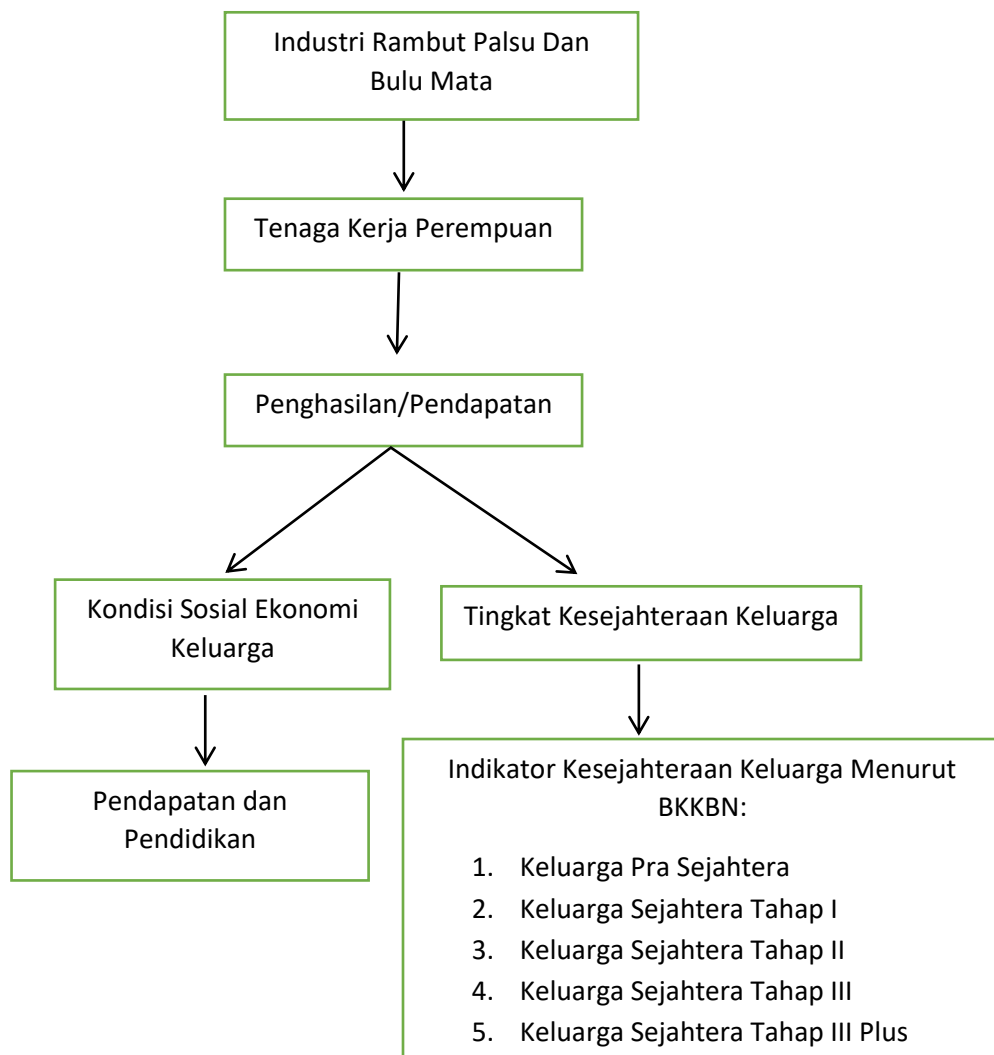 Industri Rambut Palsu Dan
Bulu Mata
Tenaga Kerja Perempuan
Penghasilan/Pendapatan
Kondisi Sosial Ekonomi
Keluarga
Tingkat Kesejahteraan Keluarga
Pendapatan dan
Pendidikan
Indikator Kesejahteraan Keluarga Menurut
BKKBN:
1. Keluarga Pra Sejahtera
2. Keluarga Sejahtera Tahap I
3. Keluarga Sejahtera Tahap II
4. Keluarga Sejahtera Tahap III
5. Keluarga Sejahtera Tahap III Plus